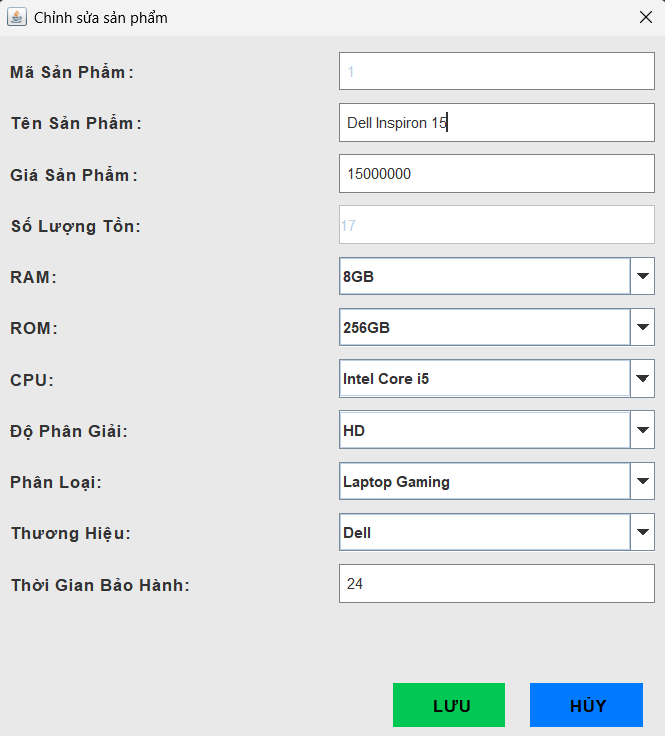 Chỉnh sửa sản phẩm
Mã Sản Phẩm: 1
Tên Sản Phẩm: Dell Inspiron 15
Giá Sản Phẩm: 15000000
Số Lượng Tồn: 17
RAM: 8GB
ROM: 256GB
CPU: Intel Core i5
Độ Phân Giải: HD
Phân Loại: Laptop Gaming
Thương Hiệu: Dell
Thời Gian Bảo Hành: 24
LƯU HỦY